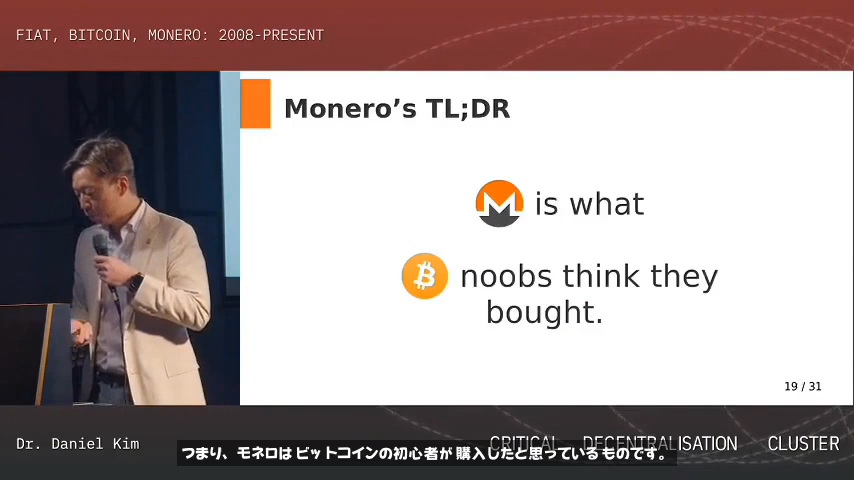 FIAT, BITCOIN, MONERO: 2008-PRESENT
Monero’s TL;DR
is what
noobs think they
bought.
19 / 31
Dr. Daniel Kim
CRITICAL DECENTRALISATION CLUSTER
つまり、モネロはビットコインの初心者が購入したと思っているものです。